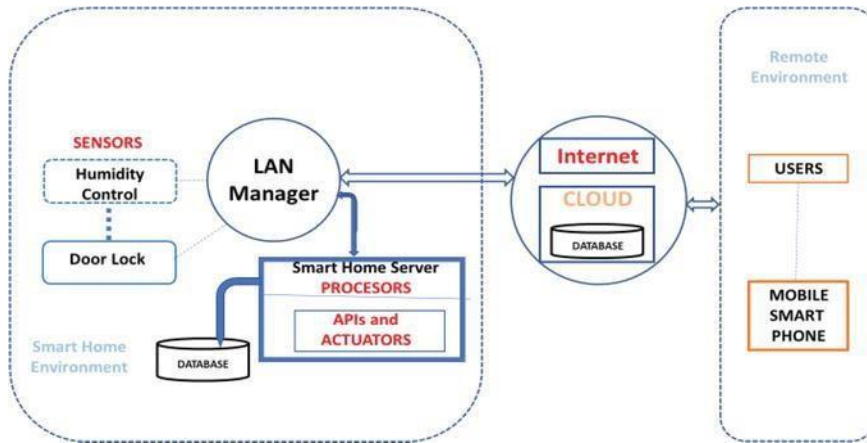 SENSORS
Humidity
Control
Door Lock
LAN
Manager
Smart Home Server
PROCESORS
APIs and
ACTUATORS
DATABASE
Smart Home
Environment
Internet
CLOUD
DATABASE
Remote
Environment
USERS
MOBILE
SMART
PHONE